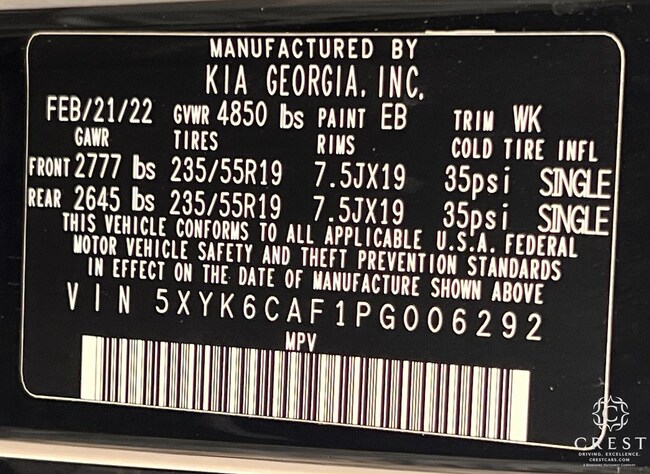 MANUFACTURED BY
KIA GEORGIA, INC.
FEB/21/22 GVWR 4850 lbs PAINT EB TRIM WK
GAWR TIRES RIMS COLD TIRE INFL
FRONT 2777 lbs 235/55R19 7.5JX19 35psi SINGLE
REAR 2645 lbs 235/55R19 7.5JX19 35psi SINGLE
THIS VEHICLE CONFORMS TO ALL APPLICABLE U.S.A. FEDERAL
MOTOR VEHICLE SAFETY AND THEFT PREVENTION STANDARDS
IN EFFECT ON THE DATE OF MANUFACTURE SHOWN ABOVE
VIN 5XYK6CAF1PG006292
MPV
CREST
DRIVING. EXCELLENCE.
CRESTCARS.COM